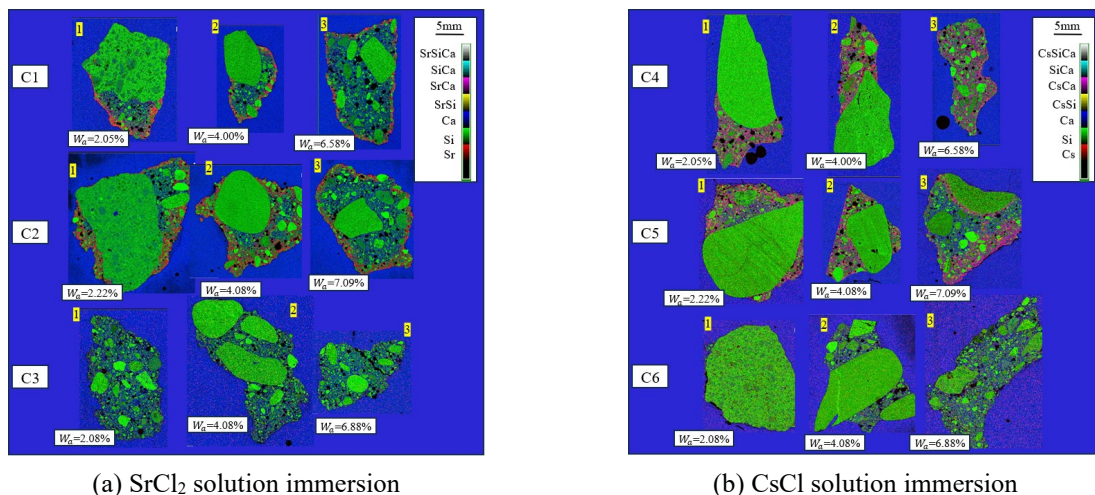 1
2
3
5mm
SrSiCa
SiCa
SrCa
SrSi
Ca
Si
Sr
C1
Wₐ=2.05%
Wₐ=4.00%
Wₐ=6.58%
1
2
3
C2
Wₐ=2.22%
Wₐ=4.08%
Wₐ=7.09%
1
2
3
C3
Wₐ=2.08%
Wₐ=4.08%
Wₐ=6.88%
(a) SrCl₂ solution immersion
1
2
3
5mm
CsSiCa
SiCa
CsCa
CsSi
Ca
Si
Cs
C4
Wₐ=2.05%
Wₐ=4.00%
Wₐ=6.58%
1
2
3
C5
Wₐ=2.22%
Wₐ=4.08%
Wₐ=7.09%
1
2
3
C6
Wₐ=2.08%
Wₐ=4.08%
Wₐ=6.88%
(b) CsCl solution immersion